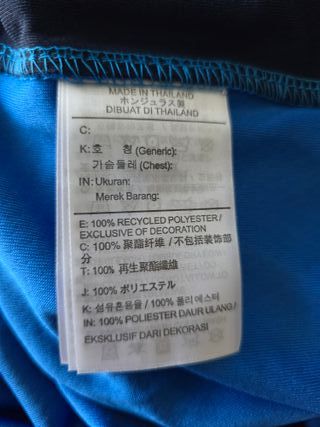 MADE IN THAILAND
ホンジュラス製
DIBUAT DI THAILAND
C:
K: 호 칭 (Generic):
가슴둘레 (Chest):
IN: Ukuran:
Merek Barang:
E: 100% RECYCLED POLYESTER /
EXCLUSIVE OF DECORATION
C: 100% 聚酯纤维 / 不包括装饰部
分
T: 100% 再生聚酯纖維
J: 100% ポリエステル
K: 섬유혼용율 / 100% 폴리에스터
IN: 100% POLIESTER DAUR ULANG /
EKSKLUSIF DARI DEKORASI